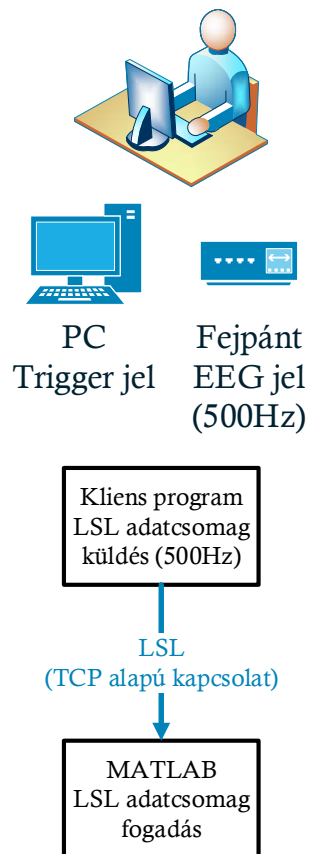 PC
Trigger jel
Fejpánt
EEG jel
(500Hz)
Kliens program
LSL adatcsomag
küldés (500Hz)
LSL
(TCP alapú kapcsolat)
MATLAB
LSL adatcsomag
fogadás